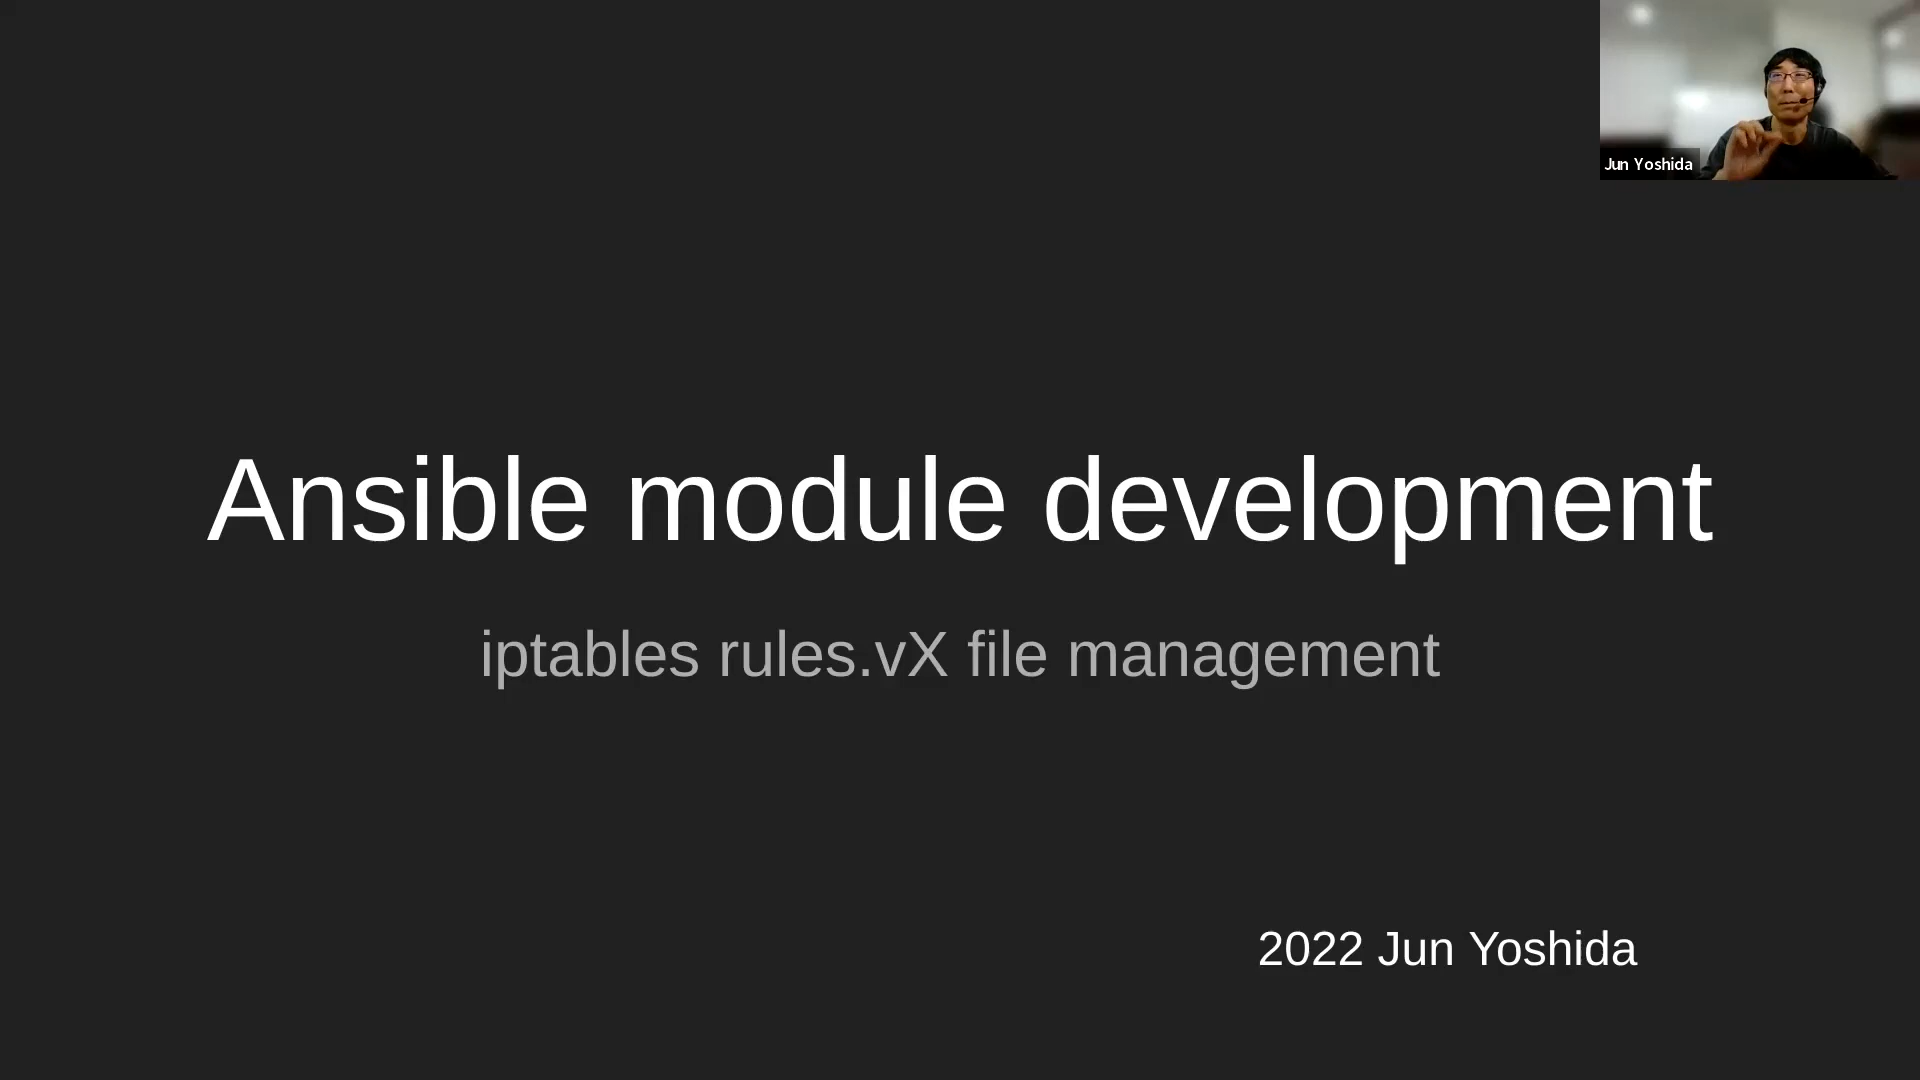 Jun Yoshida
Ansible module development
iptables rules.vX file management
2022 Jun Yoshida